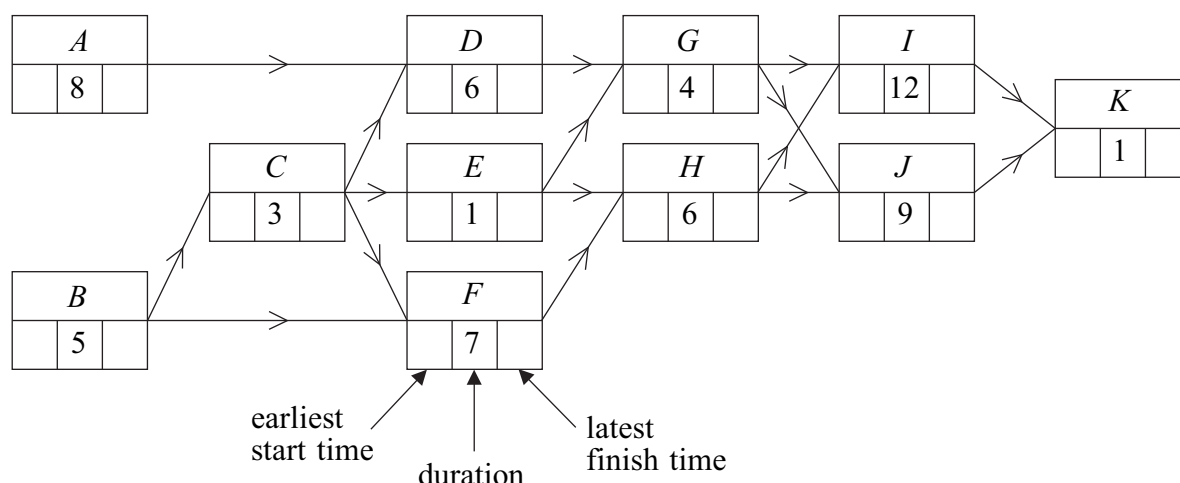 A D G I
8 6 4 12
K
C E H J
1
3 1 6 9
B F
5 7
earliest
start time
latest
finish time
duration